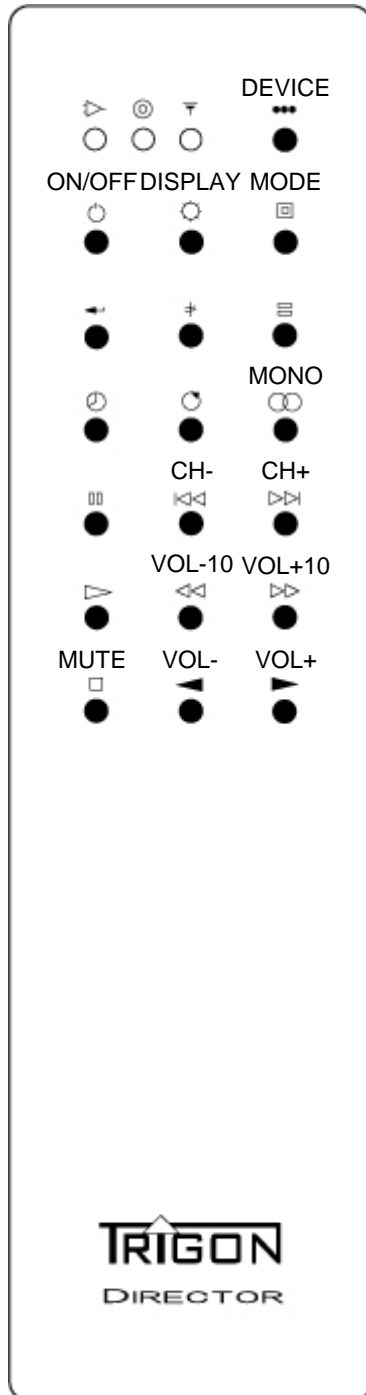 DEVICE
ON/OFF DISPLAY MODE
MONO
CH- CH+
VOL-10 VOL+10
MUTE VOL- VOL+
TRIGON
DIRECTOR